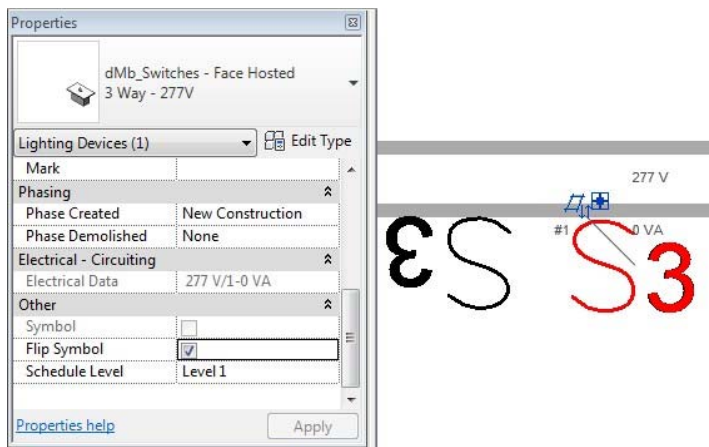 Properties
dMb_Switches - Face Hosted
3 Way - 277V
Lighting Devices (1)
Edit Type
Mark
Phasing
Phase Created New Construction
Phase Demolished None
Electrical - Circuiting
Electrical Data 277 V/1-0 VA
Other
Symbol
Flip Symbol
Schedule Level Level 1
Properties help
Apply
277 V
#1 0 VA
3 S S 3